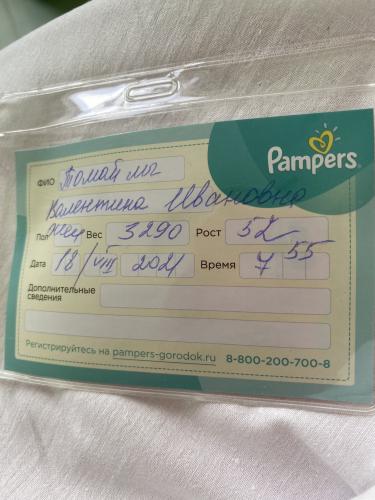 Pampers
ФИО Томайлы
Валентина Ивановна
Пол жен Вес 3290 Рост 52
Дата 18/VIII 2021 Время 7 55
Дополнительные
сведения
Регистрируйтесь на pampers-gorodok.ru 8-800-200-700-8